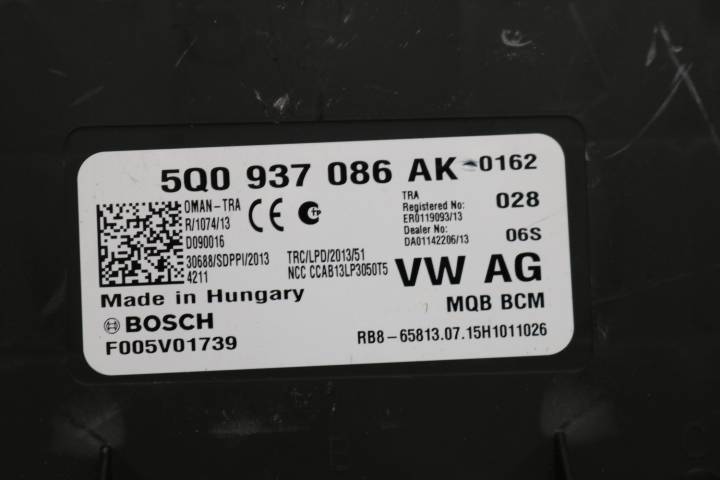 5Q0 937 086 AK 0162
OMAN-TRA
R/1074/13
D090016
CE
TRA
Registered No:
ER0119093/13
Dealer No:
DA01142206/13
028
06S
30688/SDPPI/2013
4211
TRC/LPD/2013/51
NCC CCAB13LP3050T5
VW AG
Made in Hungary
MQB BCM
BOSCH
F005V01739
RB8-65813.07.15H1011026